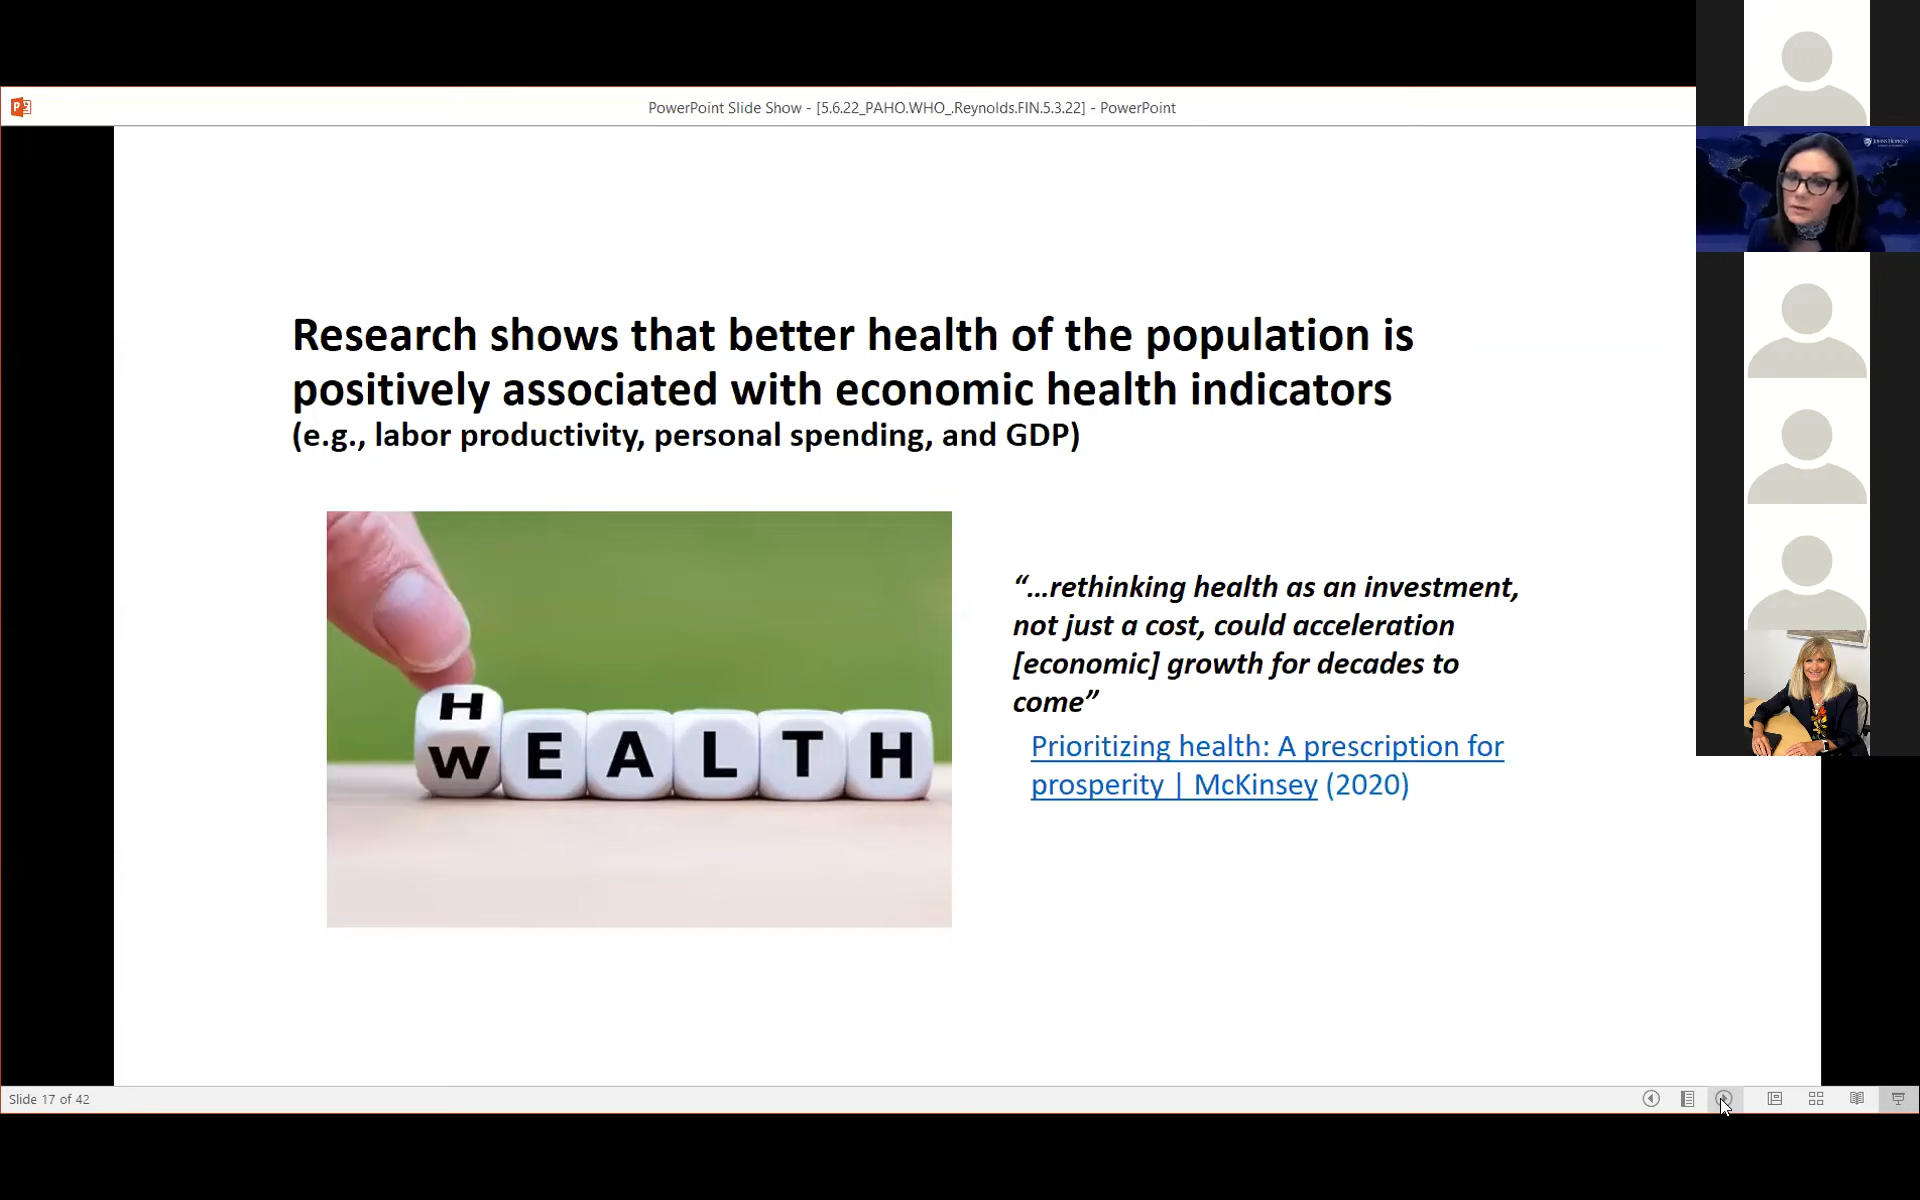 PowerPoint Slide Show - [5.6.22_PAHO.WHO_.Reynolds.FIN.5.3.22] - PowerPoint
JOHNS HOPKINS
Research shows that better health of the population is
positively associated with economic health indicators
(e.g., labor productivity, personal spending, and GDP)
H
WEALTH
“...rethinking health as an investment,
not just a cost, could acceleration
[economic] growth for decades to
come”
Prioritizing health: A prescription for
prosperity | McKinsey (2020)
Slide 17 of 42